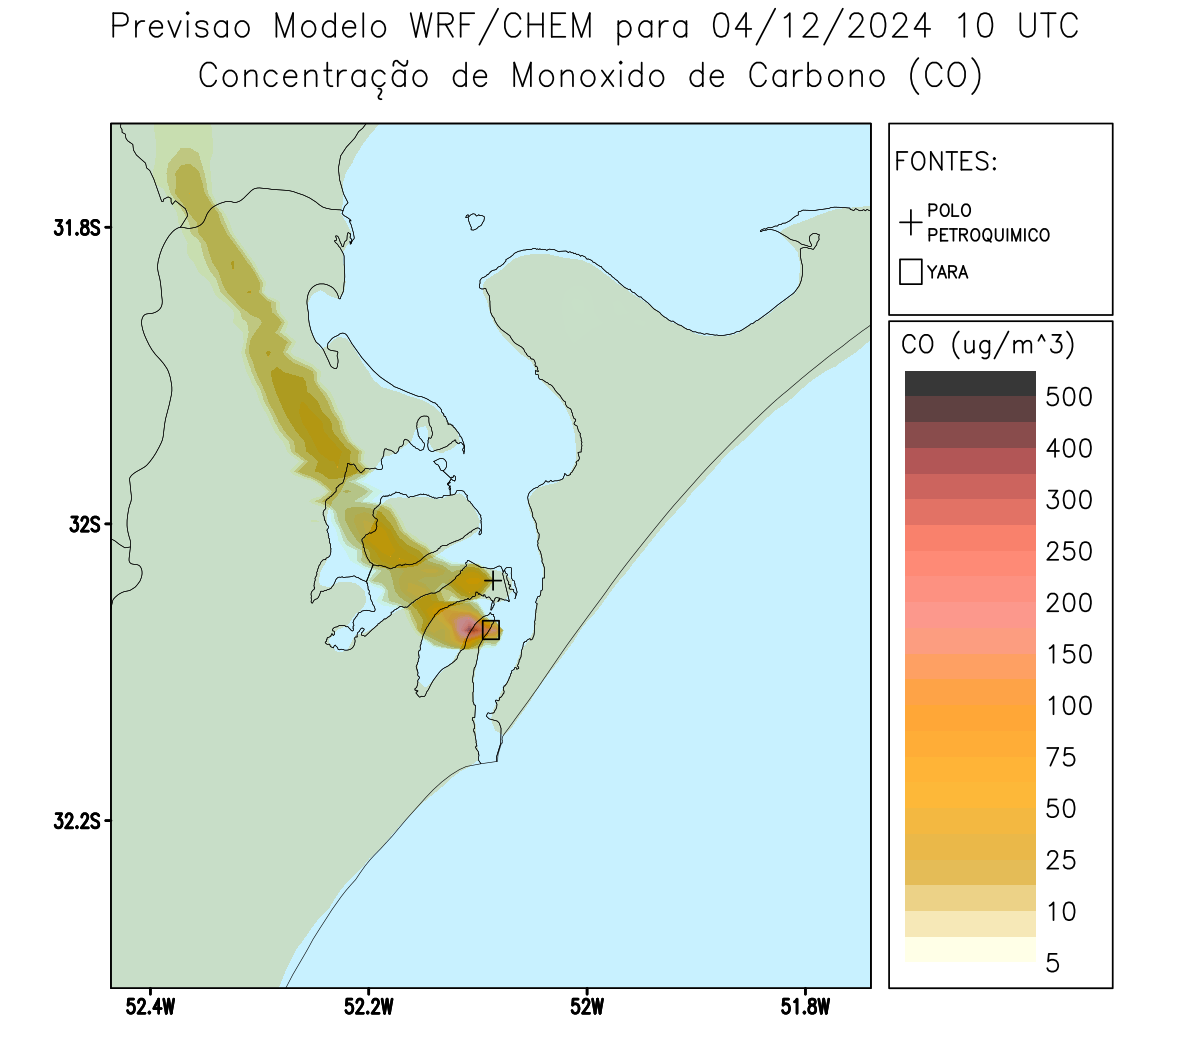 Previsao Modelo WRF/CHEM para 04/12/2024 10 UTC
Concentração de Monoxido de Carbono (CO)
FONTES:
POLO
PETROQUIMICO
YARA
CO (ug/m^3)
500
400
300
250
200
150
100
75
50
25
10
5
31.8S
32S
32.2S
52.4W
52.2W
52W
51.8W